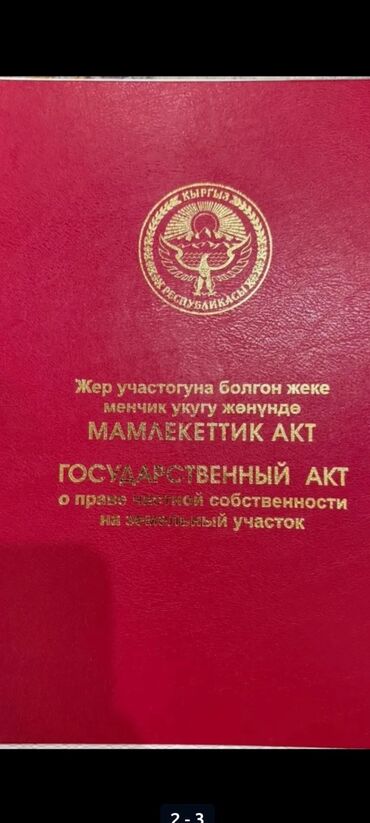 КЫРГЫЗ
РЕСПУБЛИКАСЫ
Жер участогуна болгон жеке
менчик укугу жөнүндө
МАМЛЕКЕТТИК АКТ
ГОСУДАРСТВЕННЫЙ АКТ
о праве частной собственности
на земельный участок
2 - 3